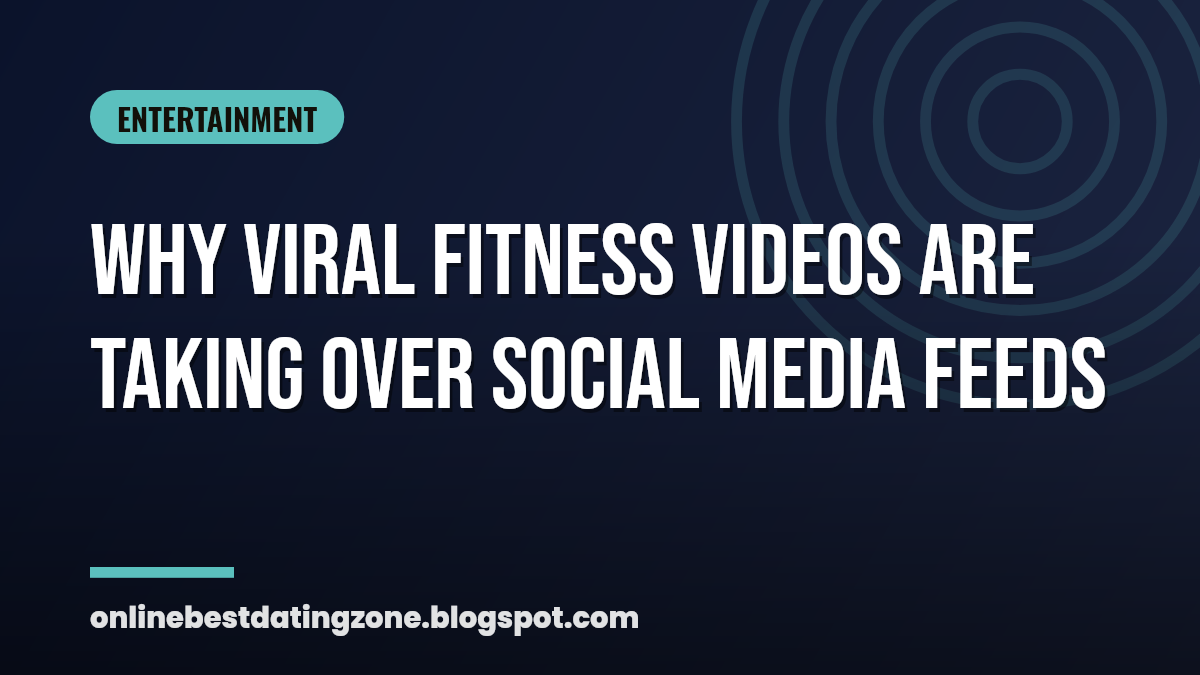 ENTERTAINMENT
WHY VIRAL FITNESS VIDEOS ARE
TAKING OVER SOCIAL MEDIA FEEDS
onlinebestdatingzone.blogspot.com